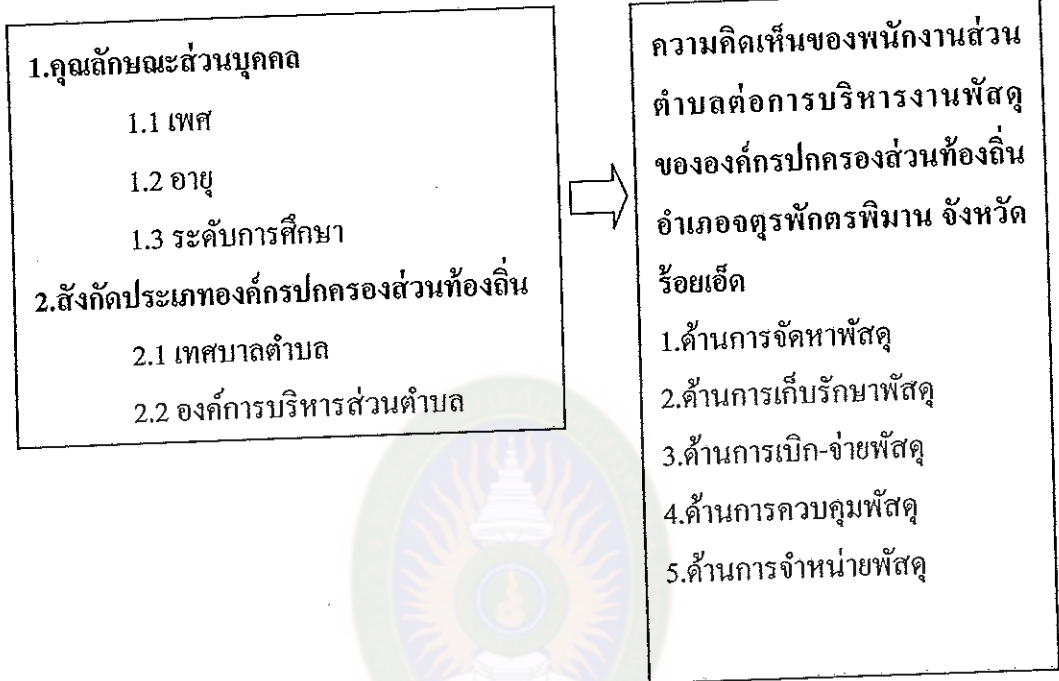 1.คุณลักษณะส่วนบุคคล
1.1 เพศ
1.2 อายุ
1.3 ระดับการศึกษา
2.สังกัดประเภทองค์กรปกครองส่วนท้องถิ่น
2.1 เทศบาลตำบล
2.2 องค์การบริหารส่วนตำบล
ความคิดเห็นของพนักงานส่วน
ตำบลต่อการบริหารงานพัสดุ
ขององค์กรปกครองส่วนท้องถิ่น
อำเภอจตุรพักตรพิมาน จังหวัด
ร้อยเอ็ด
1.ด้านการจัดหาพัสดุ
2.ด้านการเก็บรักษาพัสดุ
3.ด้านการเบิก-จ่ายพัสดุ
4.ด้านการควบคุมพัสดุ
5.ด้านการจำหน่ายพัสดุ